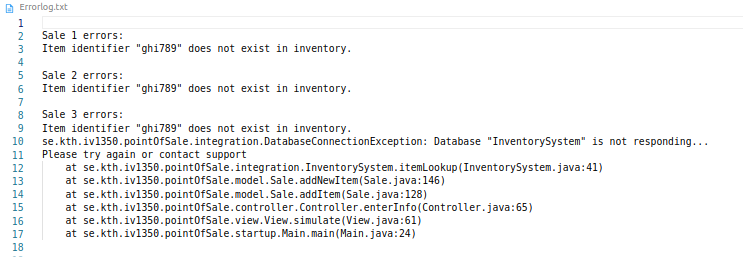 Errorlog.txt
1
2 Sale 1 errors:
3 Item identifier "ghi789" does not exist in inventory.
4
5 Sale 2 errors:
6 Item identifier "ghi789" does not exist in inventory.
7
8 Sale 3 errors:
9 Item identifier "ghi789" does not exist in inventory.
10 se.kth.iv1350.pointOfSale.integration.DatabaseConnectionException: Database "InventorySystem" is not responding...
11 Please try again or contact support
12 at se.kth.iv1350.pointOfSale.integration.InventorySystem.itemLookup(InventorySystem.java:41)
13 at se.kth.iv1350.pointOfSale.model.Sale.addNewItem(Sale.java:146)
14 at se.kth.iv1350.pointOfSale.model.Sale.addItem(Sale.java:128)
15 at se.kth.iv1350.pointOfSale.controller.Controller.enterInfo(Controller.java:65)
16 at se.kth.iv1350.pointOfSale.view.View.simulate(View.java:61)
17 at se.kth.iv1350.pointOfSale.startup.Main.main(Main.java:24)
18